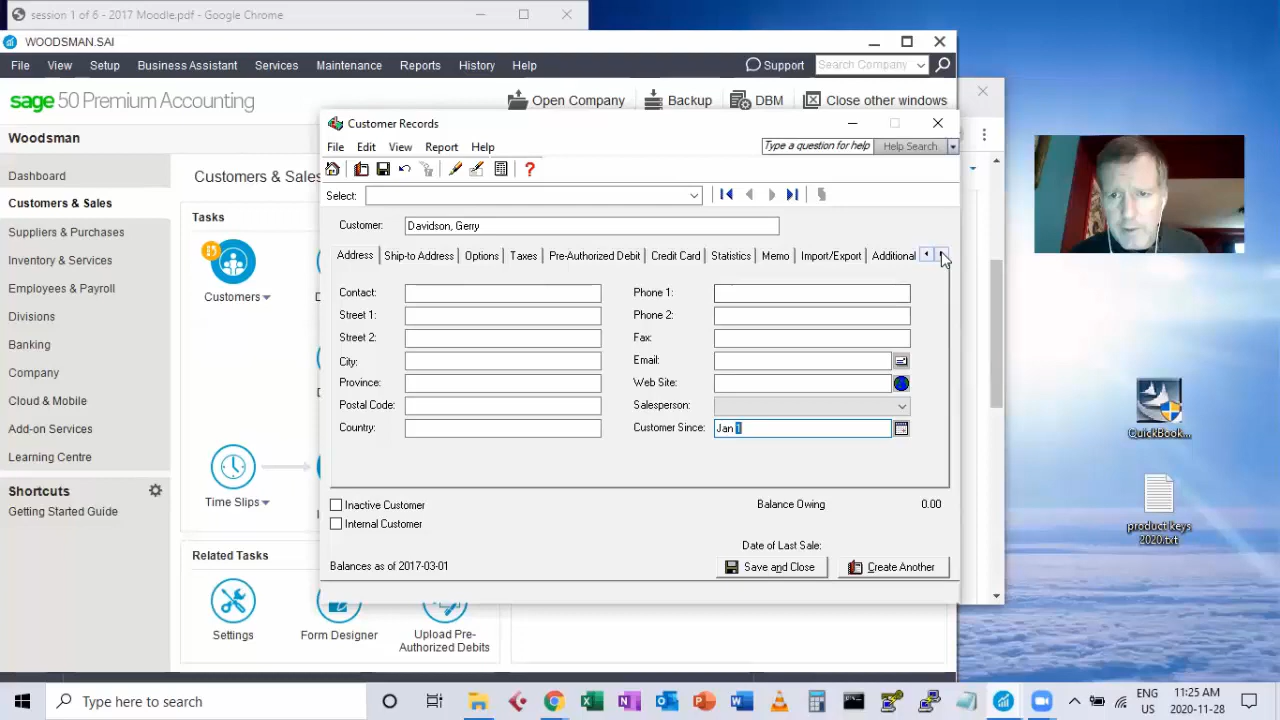 session 1 of 6 - 2017 Moodle.pdf - Google Chrome
WOODSMAN.SAI
File View Setup Business Assistant Services Maintenance Reports History Help Support Search Company
sage 50 Premium Accounting
Open Company Backup DBM Close other windows
Woodsman
Dashboard
Customers & Sales
Suppliers & Purchases
Inventory & Services
Employees & Payroll
Divisions
Banking
Company
Cloud & Mobile
Add-on Services
Learning Centre
Shortcuts
Getting Started Guide
Customers & Sales
Tasks
Customers
Time Slips
Related Tasks
Settings
Form Designer
Upload Pre-
Authorized Debits
Customer Records
File Edit View Report Help
Type a question for help Help Search
Select:
Customer: Davidson, Gerry
Address Ship-to Address Options Taxes Pre-Authorized Debit Credit Card Statistics Memo Import/Export Additional
Contact: Phone 1:
Street 1: Phone 2:
Street 2: Fax:
City: Email:
Province: Web Site:
Postal Code: Salesperson:
Country: Customer Since: Jan 1
Inactive Customer Balance Owing 0.00
Internal Customer
Date of Last Sale:
Balances as of 2017-03-01 Save and Close Create Another
QuickBook...
product keys
2020.txt
Type here to search
ENG
US
11:25 AM
2020-11-28